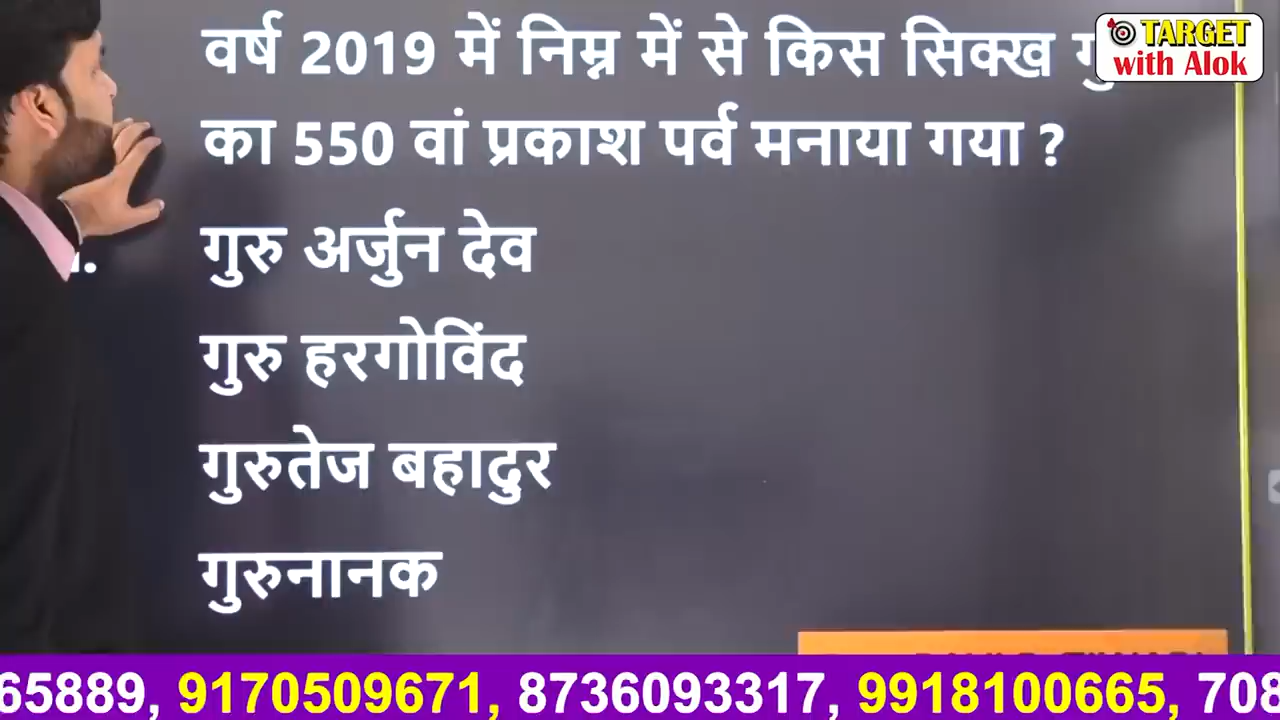 वर्ष 2019 में निम्न में से किस सिक्ख
का 550 वां प्रकाश पर्व मनाया गया ?
गुरु अर्जुन देव
गुरु हरगोविंद
गुरुतेज बहादुर
गुरुनानक
TARGET
with Alok
65889, 9170509671, 8736093317, 9918100665, 708